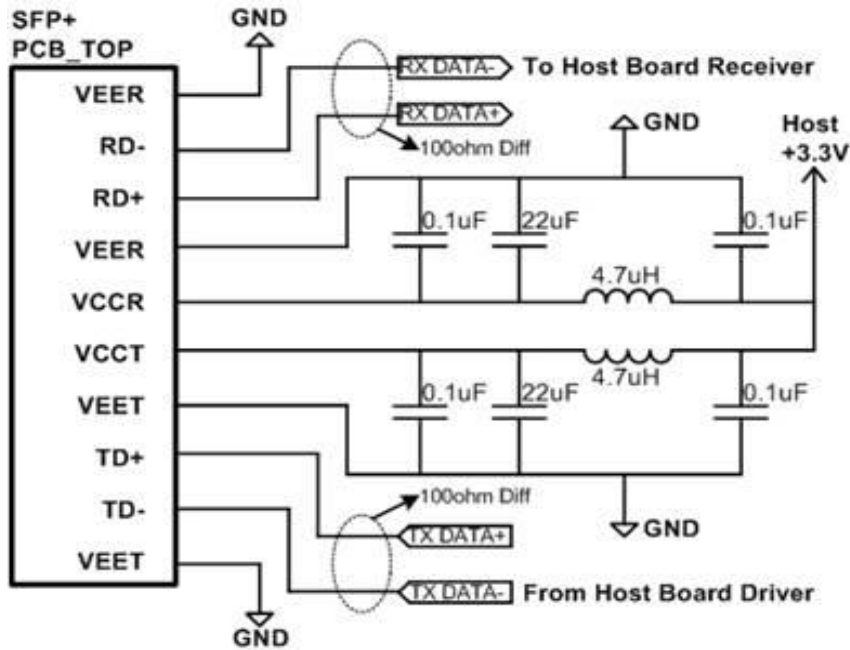 SFP+
PCB_TOP
GND
VEER
RD-
RD+
VEER
VCCR
VCCT
VEET
TD+
TD-
VEET
GND
RX DATA-
To Host Board Receiver
RX DATA+
100ohm Diff
GND
Host
+3.3V
0.1uF
22uF
0.1uF
4.7uH
4.7uH
0.1uF
22uF
0.1uF
100ohm Diff
GND
TX DATA+
TX DATA-
From Host Board Driver